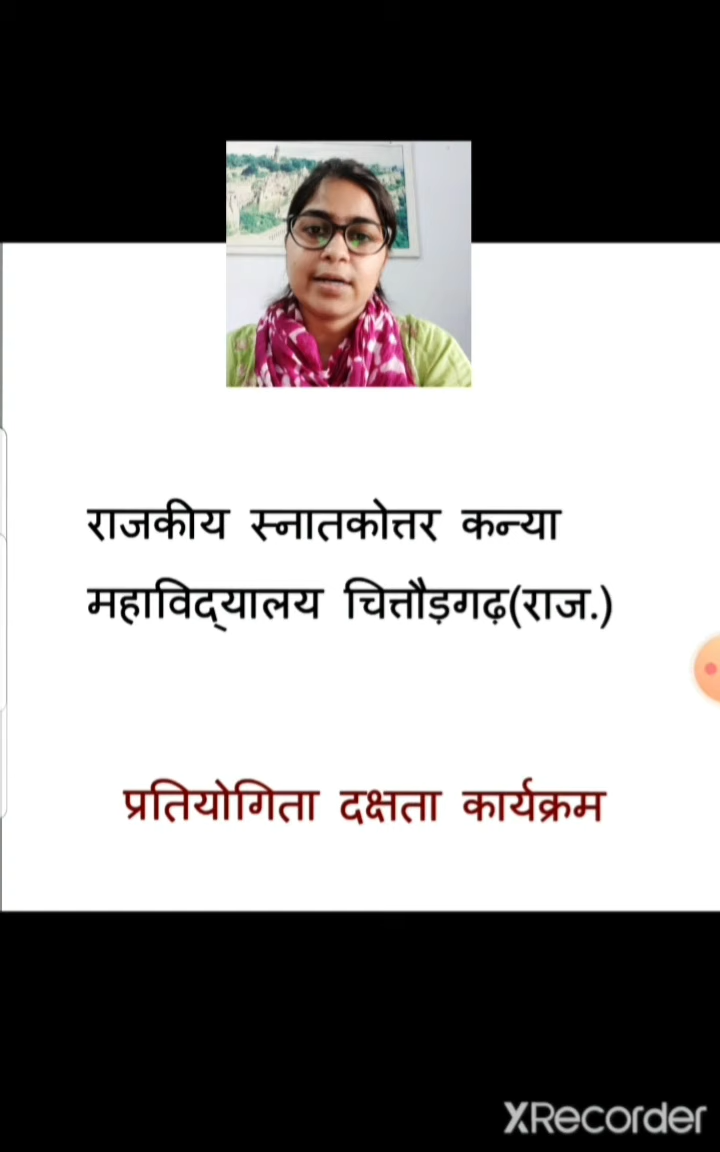 राजकीय स्नातकोत्तर कन्या
महाविद्यालय चित्तौड़गढ़(राज.)
प्रतियोगिता दक्षता कार्यक्रम
XRecorder